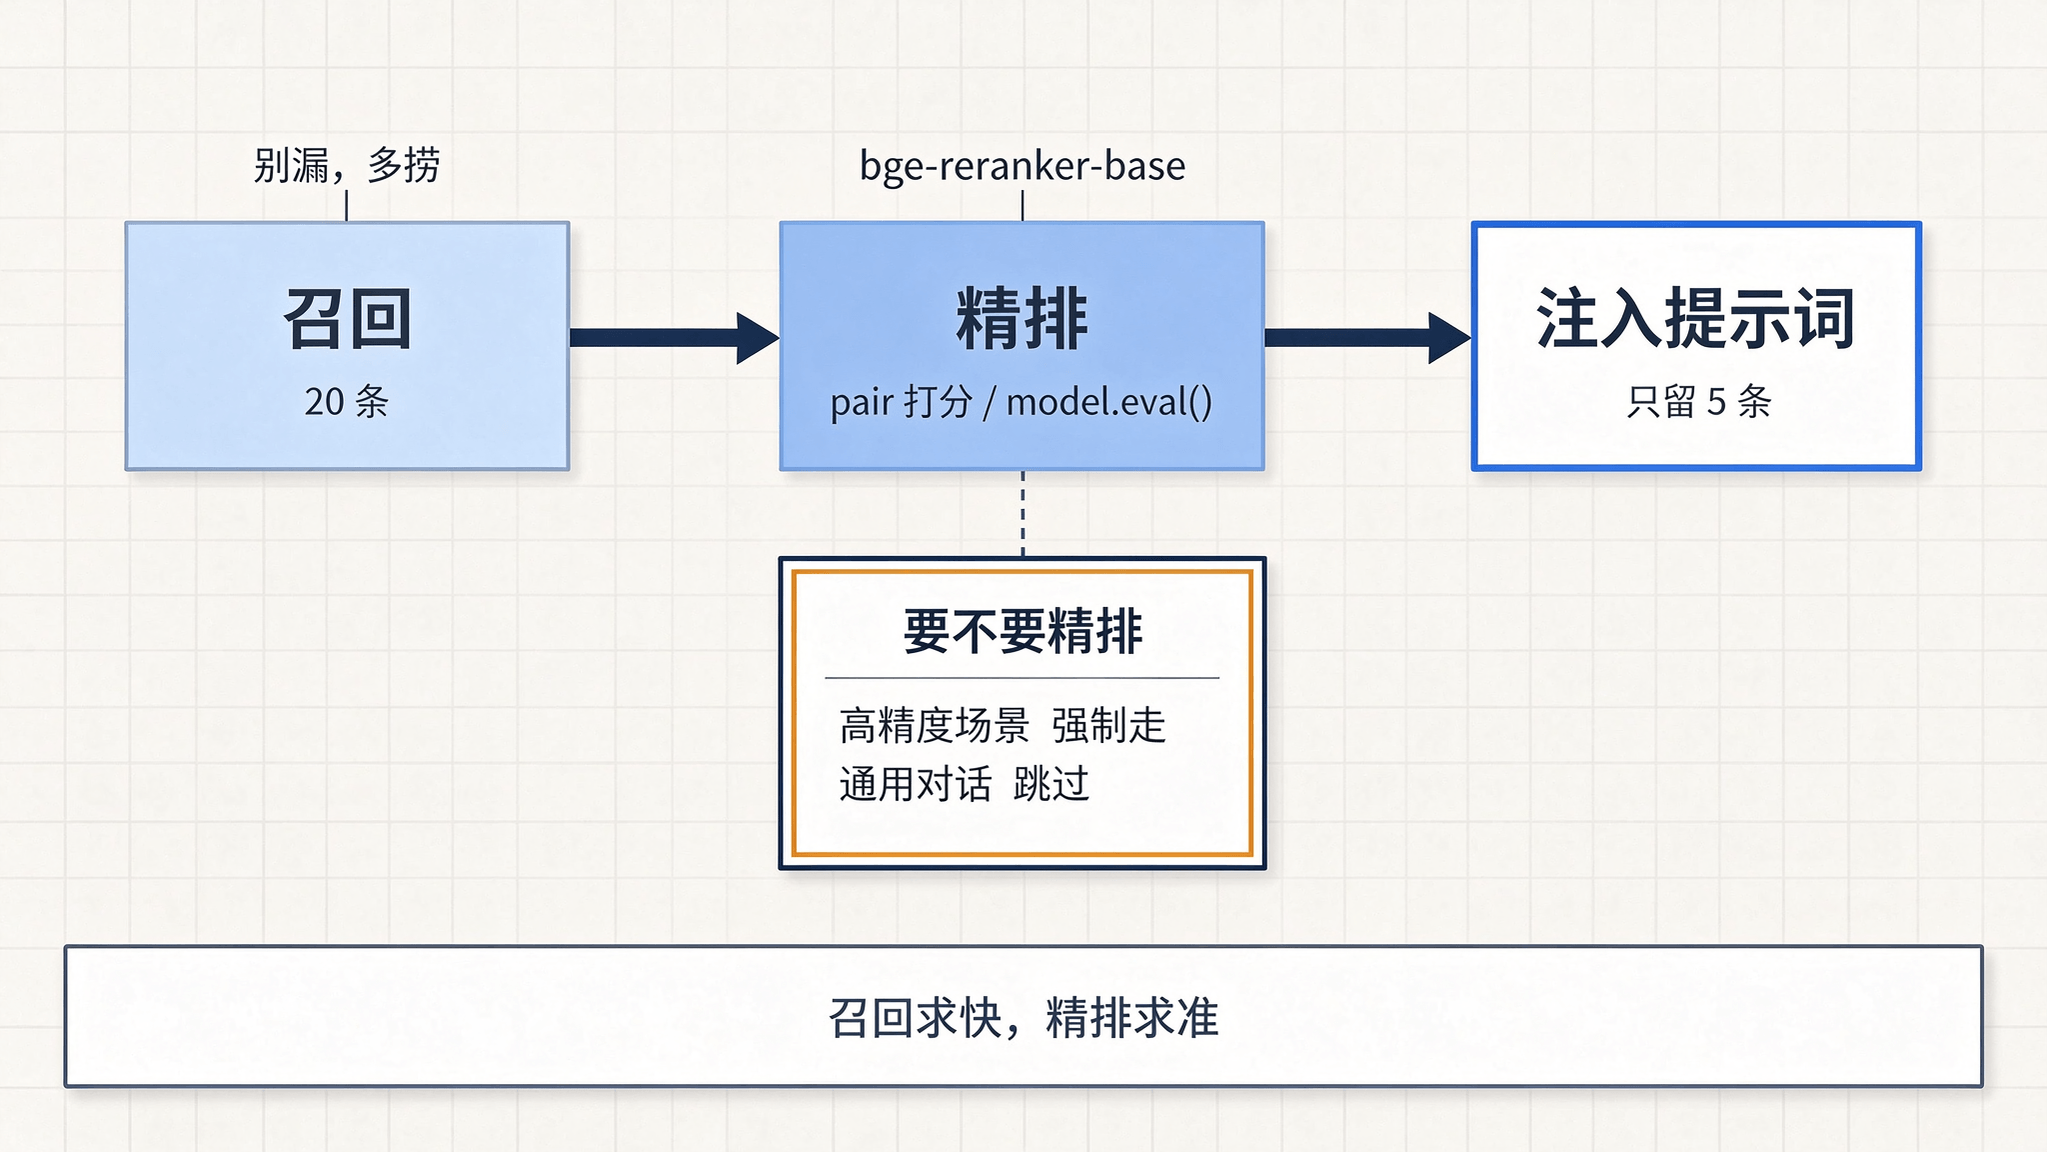 别漏，多捞
召回
20 条
bge-reranker-base
精排
pair 打分 / model.eval()
注入提示词
只留 5 条
要不要精排
高精度场景 强制走
通用对话 跳过
召回求快，精排求准